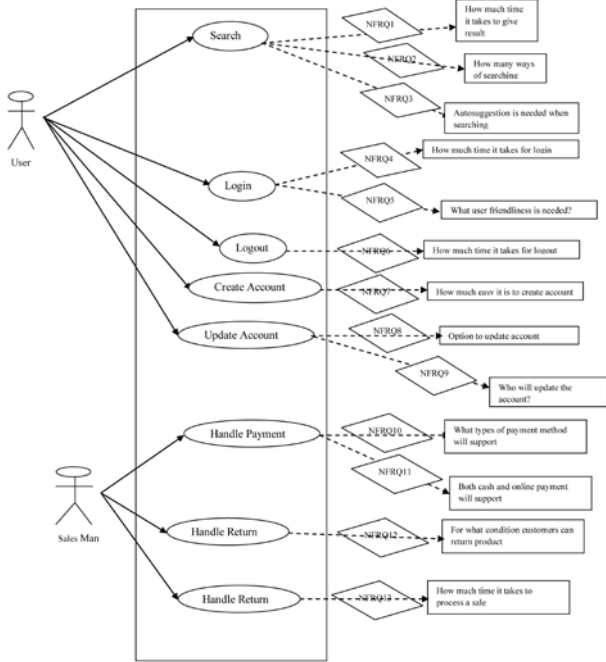 How much time
it takes to give
result
NFRQ1
Search
NFRQ2
How many ways
of searchine
NFRQ3
Autosuggestion is needed when
searching
User
NFRQ4
How much time it takes for login
Login
NFRQ5
What user friendliness is needed?
Logout
NFRQ6
How much time it takes for logout
Create Account
NFRQ7
How much easy it is to create account
Update Account
NFRQ8
Option to update account
NFRQ9
Who will update the
account?
Handle Payment
NFRQ10
What types of payment method
will support
NFRQ11
Both cash and online payment
will support
Sales Man
Handle Return
NFRQ12
For what condition customers can
return product
Handle Return
NFRQ13
How much time it takes to
process a sale